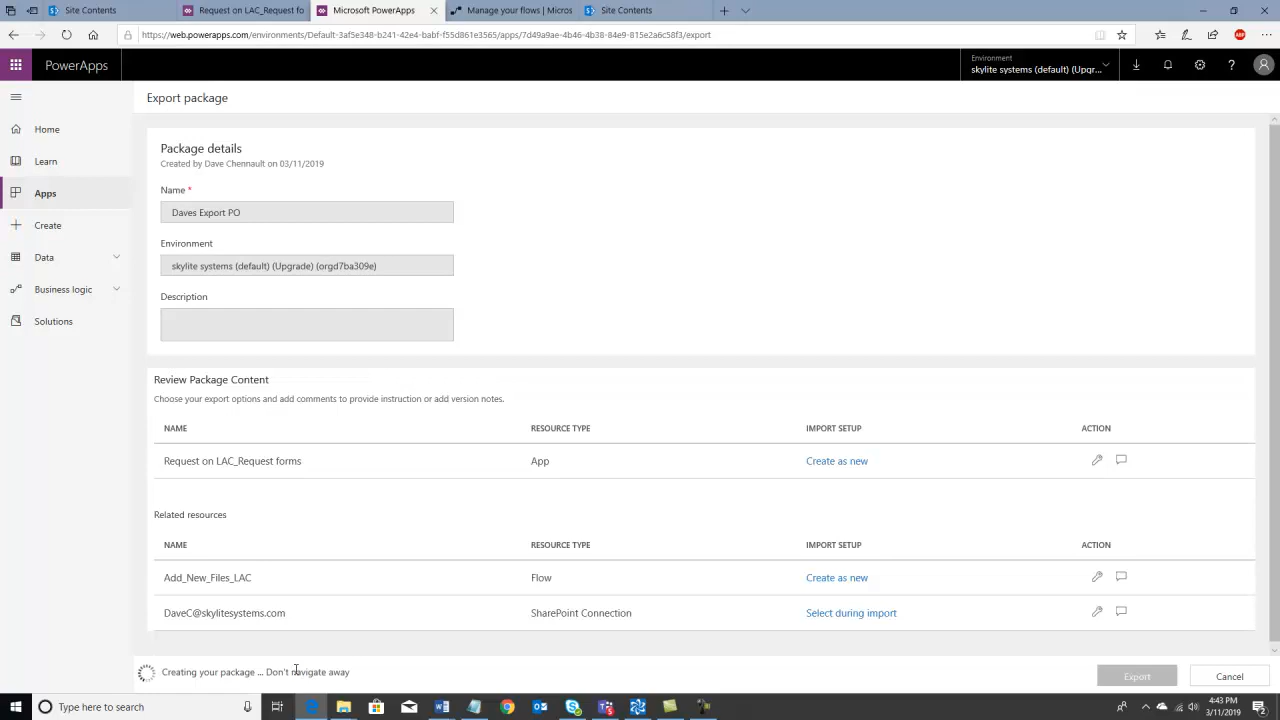 Site Contents
Request on LAC_Request fo
Microsoft PowerApps
Manage your flows | Micros
Site Contents
https://web.powerapps.com/environments/Default-3af5e348-b241-42e4-babf-f55d861e3565/apps/7d49a9ae-4b46-4b38-84e9-815e2a6c58f3/export
ABP
PowerApps
Environment
skylite systems (default) (Upgr...
Export package
Home
Learn
Apps
Create
Data
Business logic
Solutions
Package details
Created by Dave Chennault on 03/11/2019
Name *
Daves Export PO
Environment
skylite systems (default) (Upgrade) (orgd7ba309e)
Description
Review Package Content
Choose your export options and add comments to provide instruction or add version notes.
NAME RESOURCE TYPE IMPORT SETUP ACTION
Request on LAC_Request forms App Create as new
Related resources
NAME RESOURCE TYPE IMPORT SETUP ACTION
Add_New_Files_LAC Flow Create as new
DaveC@skylitesystems.com SharePoint Connection Select during import
Creating your package ... Don't navigate away
Export
Cancel
Type here to search
4:43 PM
3/11/2019